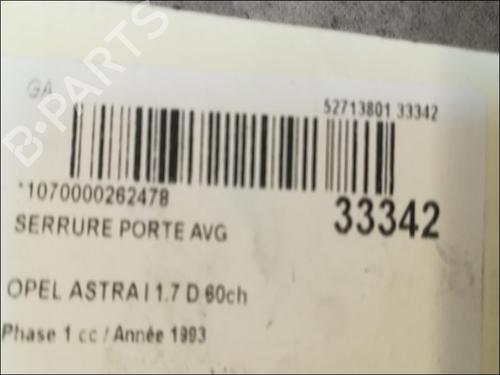 GA
52713801 33342
*1070000262478
33342
SERRURE PORTE AVG
OPEL ASTRA I 1.7 D 60ch
Phase 1 cc / Année 1993
B-PARTS